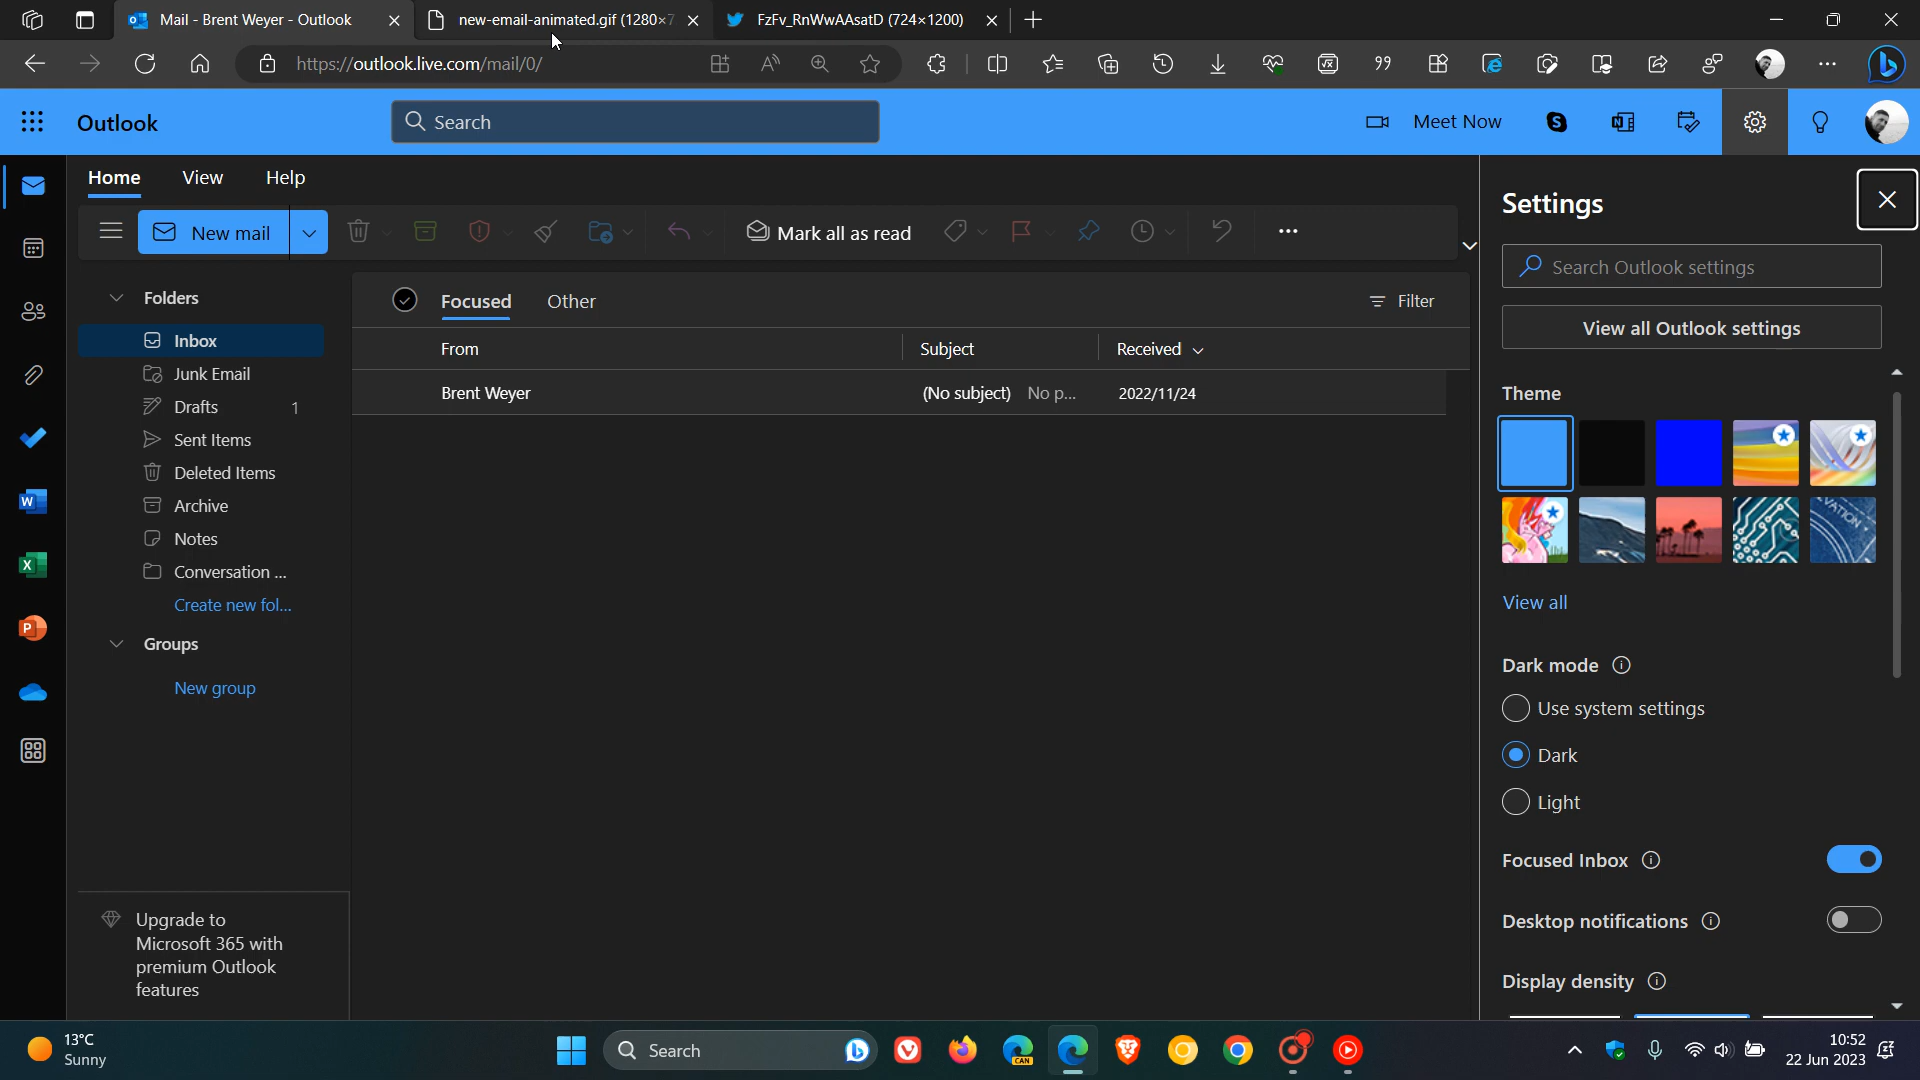 Mail - Brent Weyer - Outlook
new-email-animated.gif (1280×7
FzFv_RnWwAAsatD (724×1200)
https://outlook.live.com/mail/0/
Outlook
Search
Meet Now
Home View Help
New mail
Mark all as read
Folders
Inbox
Junk Email
Drafts 1
Sent Items
Deleted Items
Archive
Notes
Conversation ...
Create new fol...
Groups
New group
Upgrade to
Microsoft 365 with
premium Outlook
features
Focused Other Filter
From Subject Received
Brent Weyer (No subject) No p... 2022/11/24
Settings
Search Outlook settings
View all Outlook settings
Theme
VATION
View all
Dark mode
Use system settings
Dark
Light
Focused Inbox
Desktop notifications
Display density
13°C
Sunny
Search
CAN
10:52
22 Jun 2023